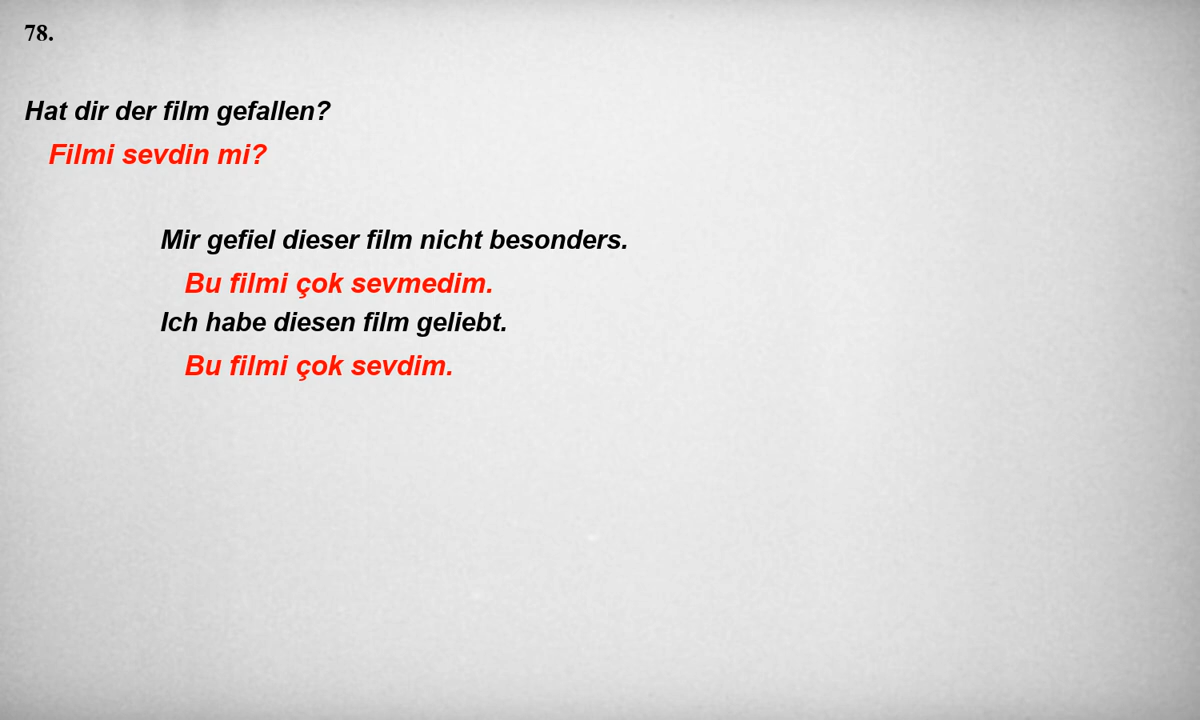 78.
Hat dir der film gefallen?
Filmi sevdin mi?
Mir gefiel dieser film nicht besonders.
Bu filmi çok sevmedim.
Ich habe diesen film geliebt.
Bu filmi çok sevdim.